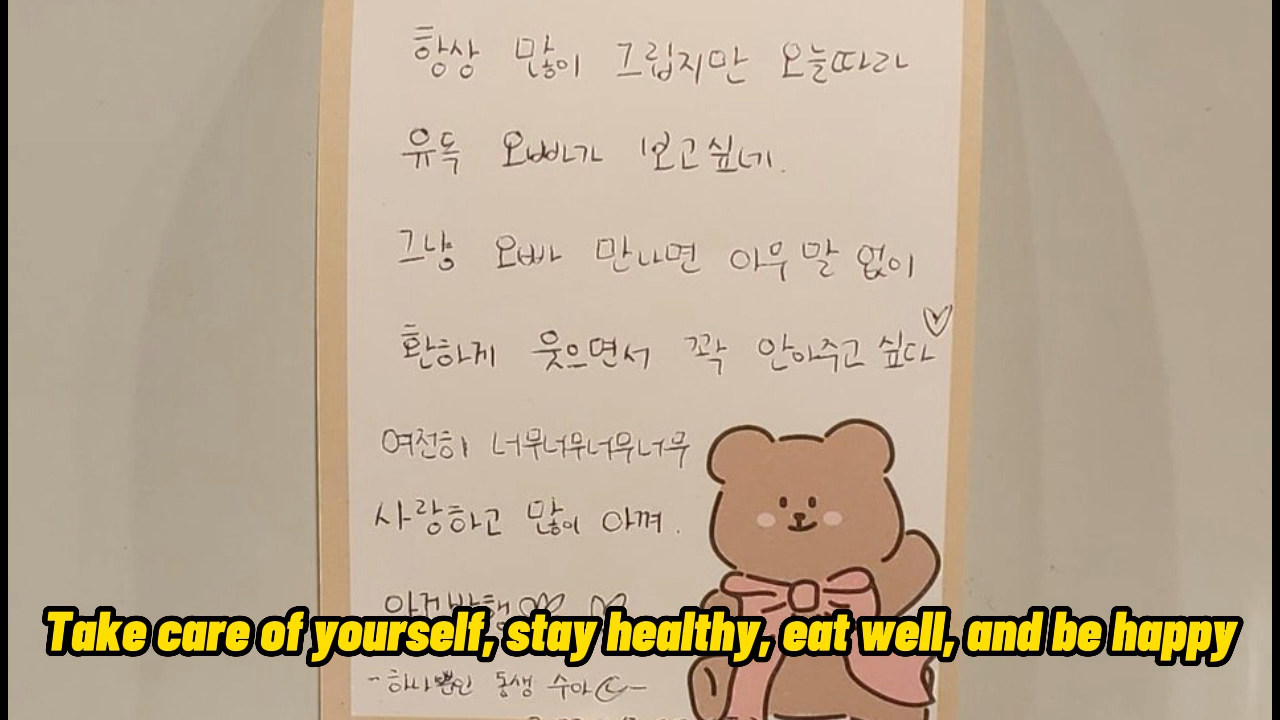 항상 많이 그립지만 오늘따라
유독 오빠가 보고싶네.
그냥 오빠 만나면 아무 말 없이
환하게 웃으면서 꽉 안아주고 싶다
여전히 너무너무너무너무
사랑하고 많이 아껴.
Take care of yourself, stay healthy, eat well, and be happy
-하나뿐인 동생 수아-